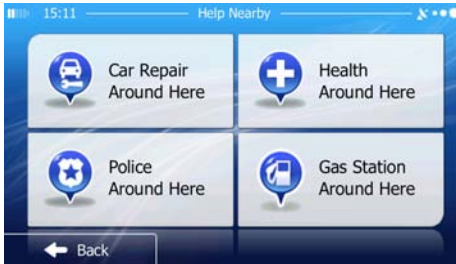 15:11
Help Nearby
Car Repair
Around Here
Health
Around Here
Police
Around Here
Gas Station
Around Here
Back